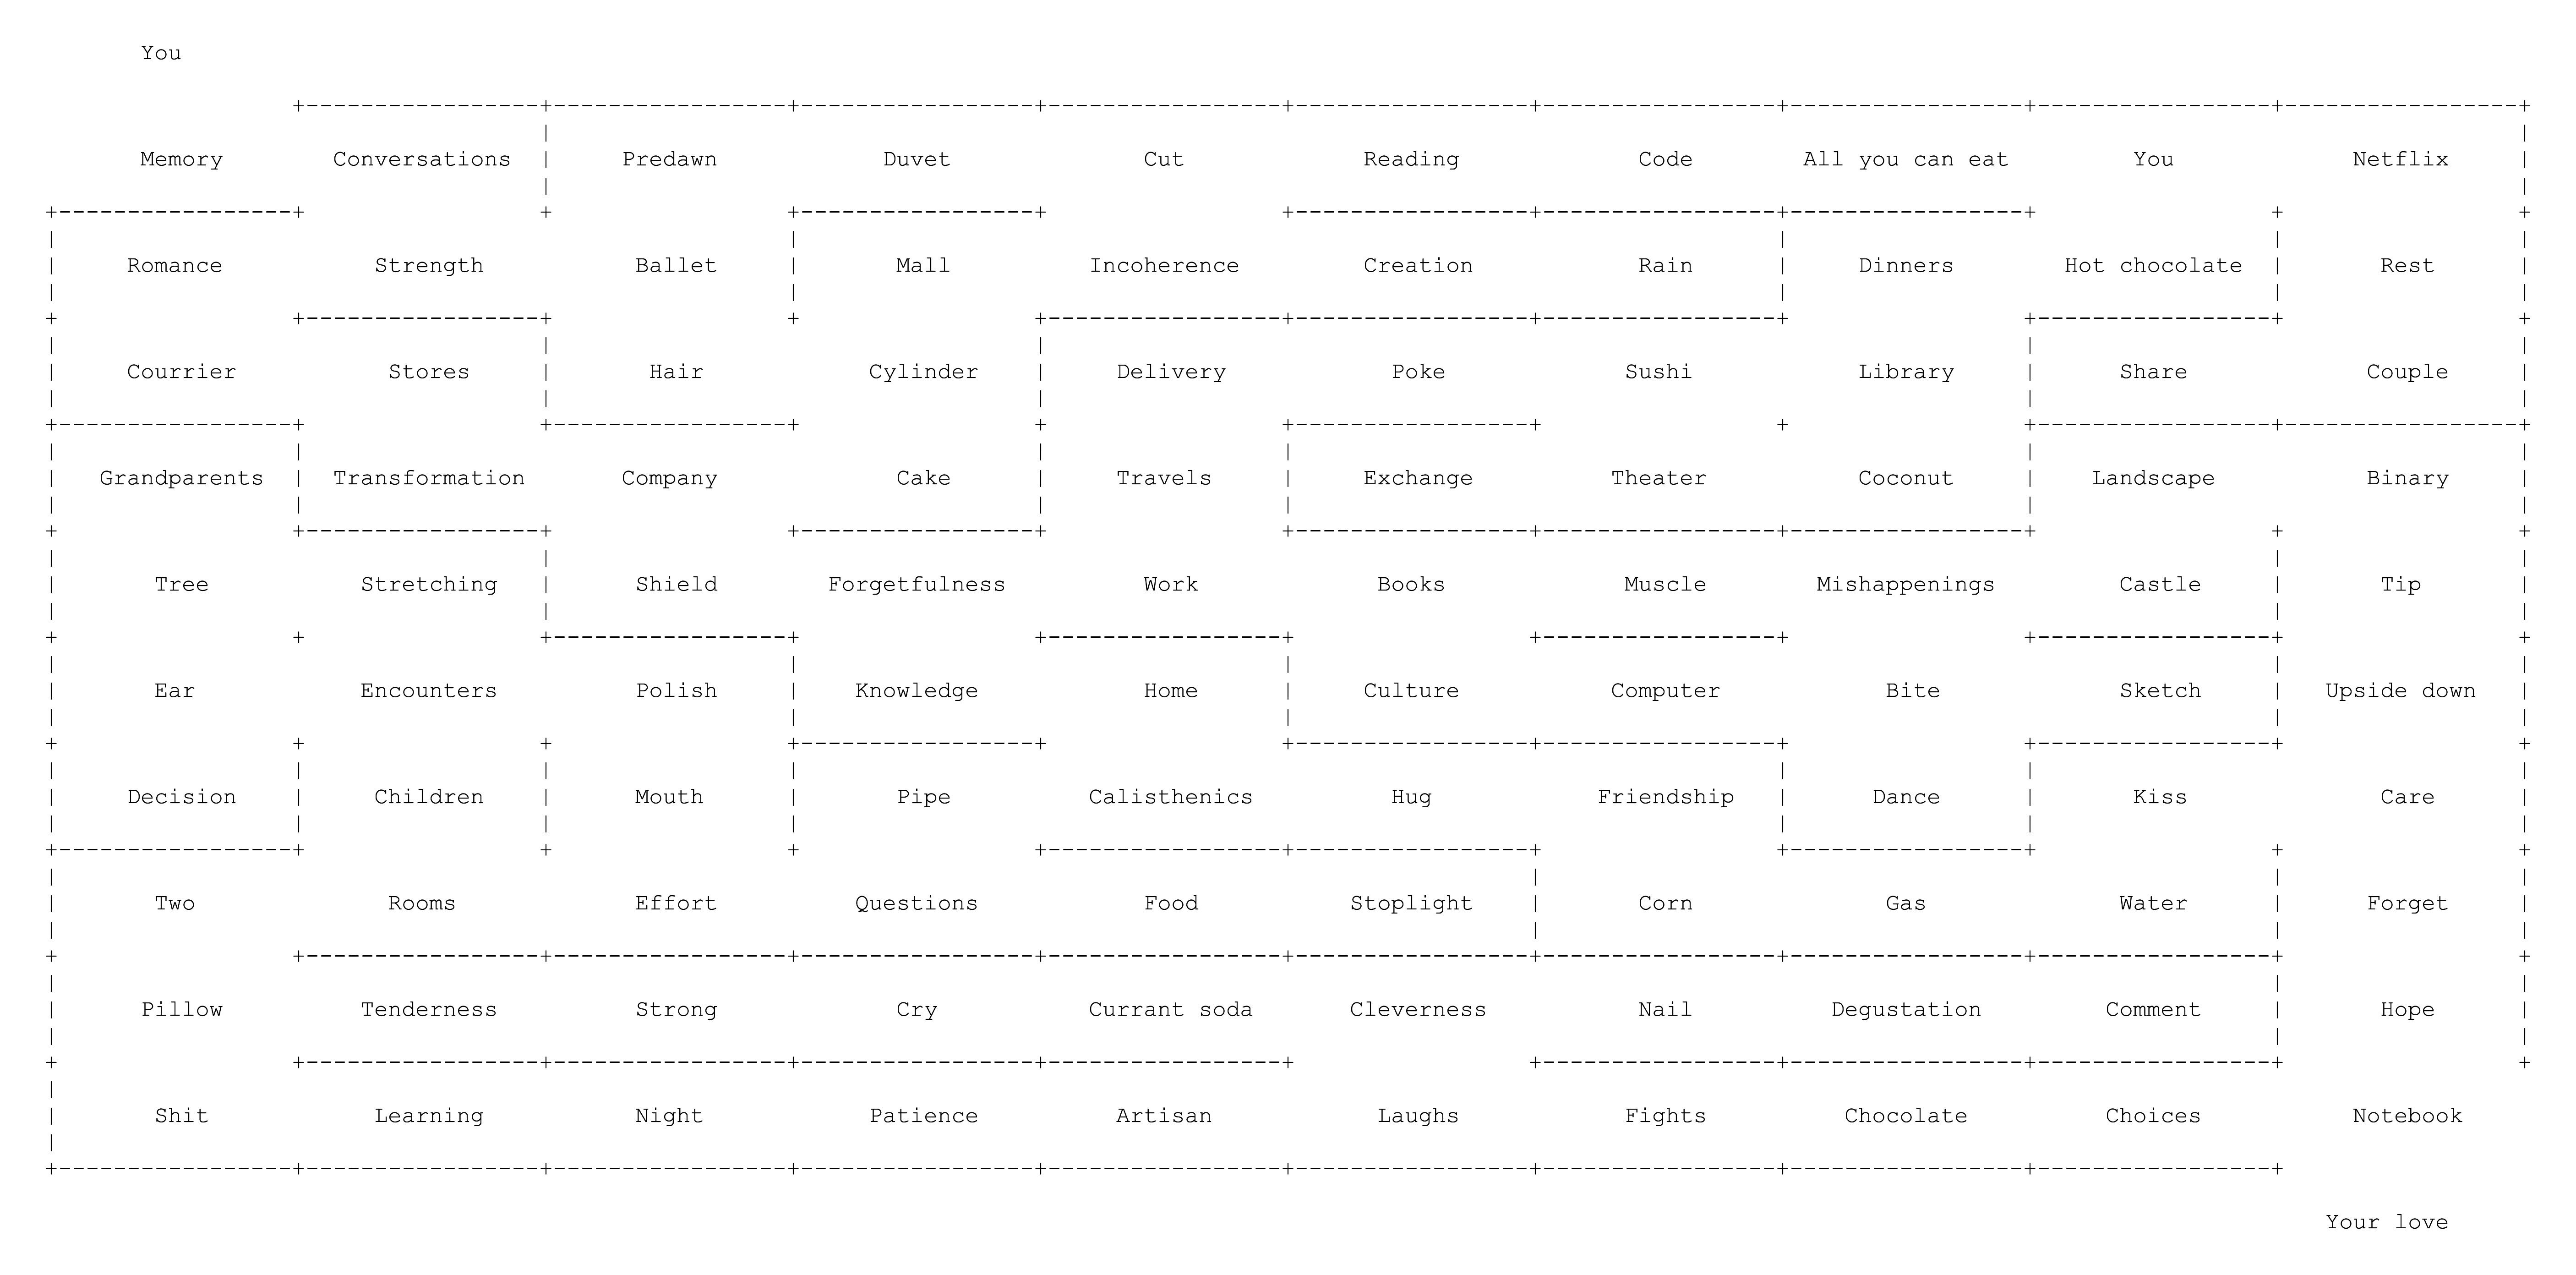 You
Memory Conversations Predawn Duvet Cut Reading Code All you can eat You Netflix
Romance Strength Ballet Mall Incoherence Creation Rain Dinners Hot chocolate Rest
Courrier Stores Hair Cylinder Delivery Poke Sushi Library Share Couple
Grandparents Transformation Company Cake Travels Exchange Theater Coconut Landscape Binary
Tree Stretching Shield Forgetfulness Work Books Muscle Mishappenings Castle Tip
Ear Encounters Polish Knowledge Home Culture Computer Bite Sketch Upside down
Decision Children Mouth Pipe Calisthenics Hug Friendship Dance Kiss Care
Two Rooms Effort Questions Food Stoplight Corn Gas Water Forget
Pillow Tenderness Strong Cry Currant soda Cleverness Nail Degustation Comment Hope
Shit Learning Night Patience Artisan Laughs Fights Chocolate Choices Notebook
Your love